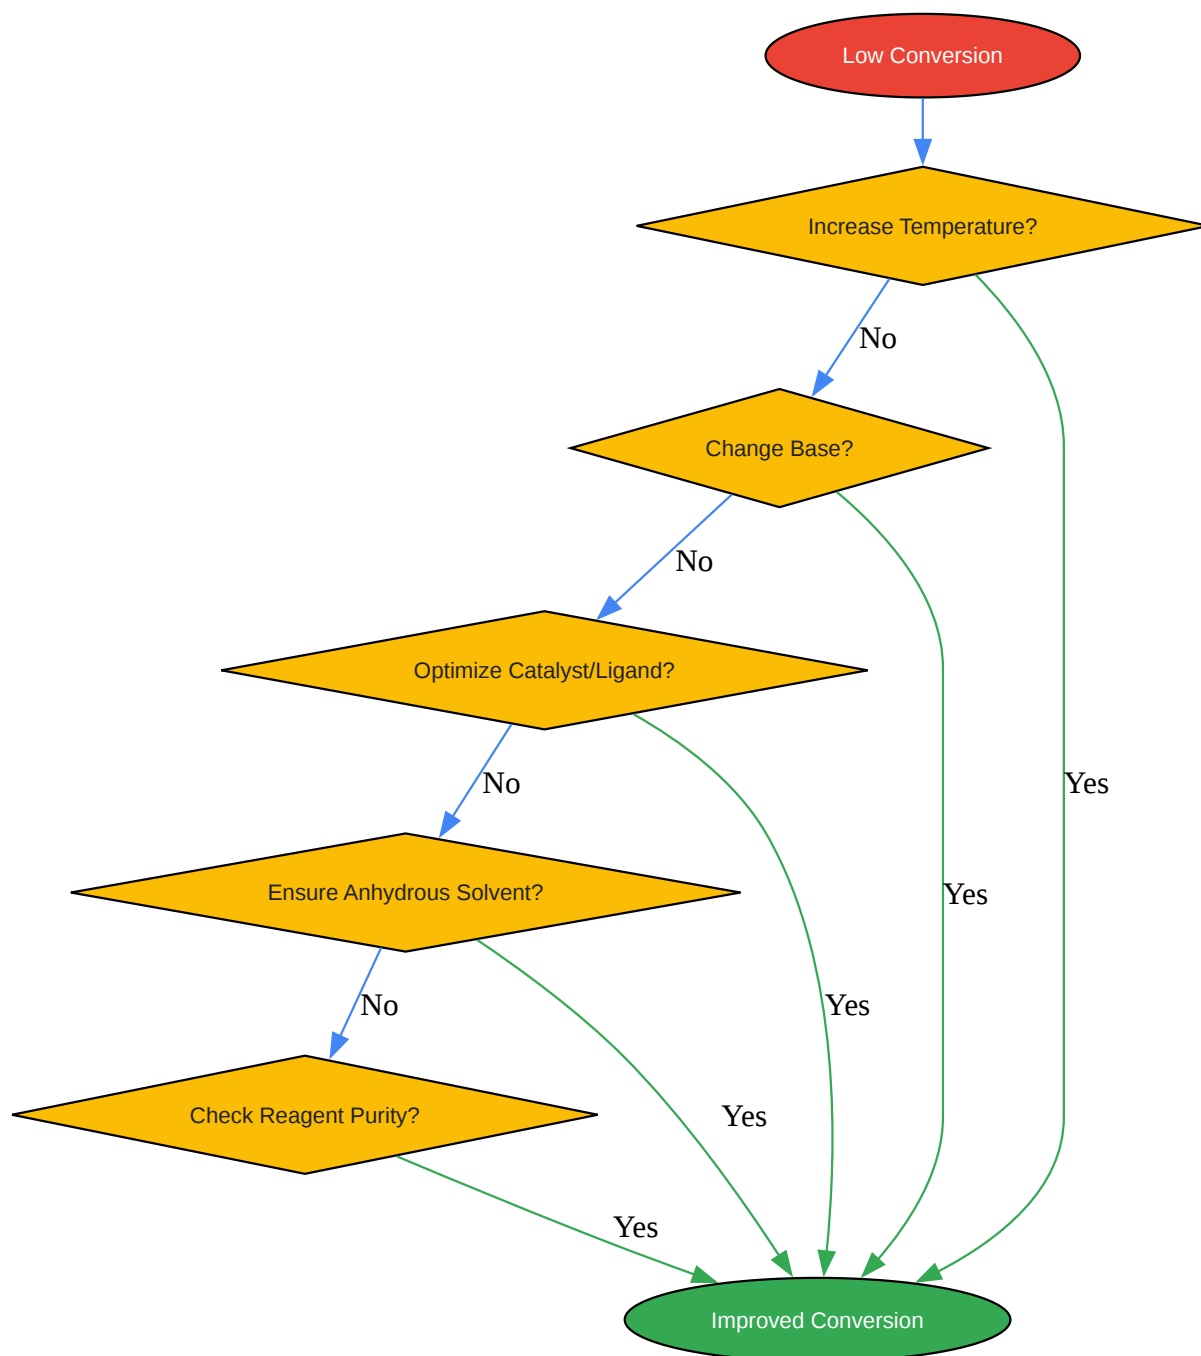 Low Conversion
Increase Temperature?
No
Change Base?
No
Optimize Catalyst/Ligand?
No
Yes
Ensure Anhydrous Solvent?
Yes
No
Yes
Check Reagent Purity?
Yes
Yes
Improved Conversion